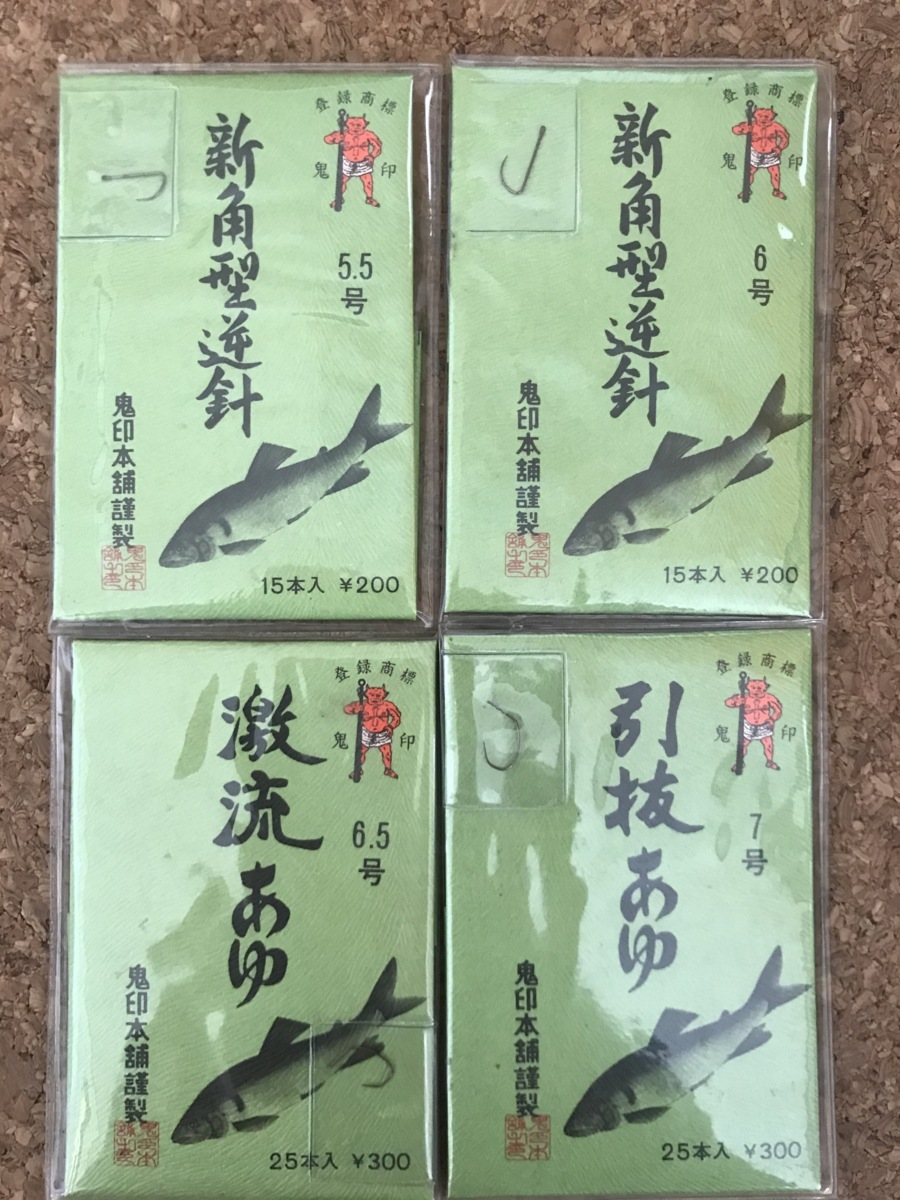 登録商標
鬼印
新角型逆針
5.5
号
鬼印本舗謹製
15本入 ¥200
登録商標
鬼印
新角型逆針
6
号
鬼印本舗謹製
15本入 ¥200
登録商標
鬼印
激流あゆ
6.5
号
鬼印本舗謹製
25本入 ¥300
登録商標
鬼印
引抜あゆ
7
号
鬼印本舗謹製
25本入 ¥300